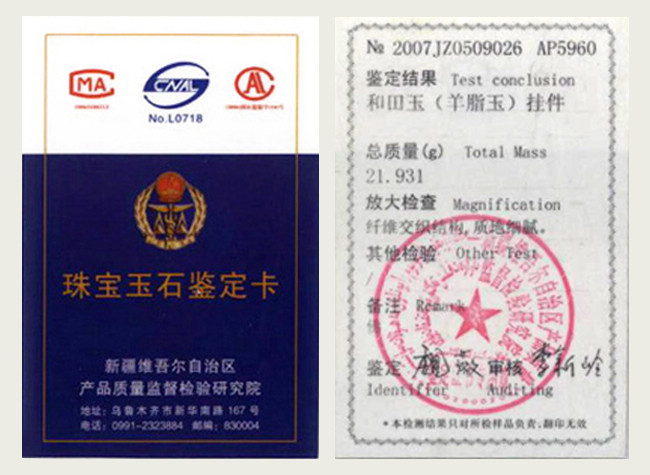 MA
CNAL
AL
No.L0718
珠宝玉石鉴定卡
新疆维吾尔自治区
产品质量监督检验研究院
地址：乌鲁木齐市新华南路 167 号
电话：0991-2323884 邮编：830004
№ 2007JZ0509026 AP5960
鉴定结果 Test conclusion
和田玉（羊脂玉）挂件
总质量(g) Total Mass
21.931
放大检查 Magnification
纤维交织结构,质地细腻。
其他检验 Other Test
/
备注 Remark
鉴定 审核
Identifier Auditing
*本检测结果只对所检样品负责,翻印无效